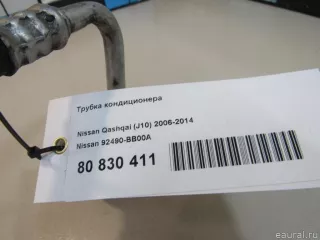 Трубка кондиционера
Nissan Qashqai (J10) 2006-2014
Nissan 92490-BB00A
80 830 411
© eaural.ru